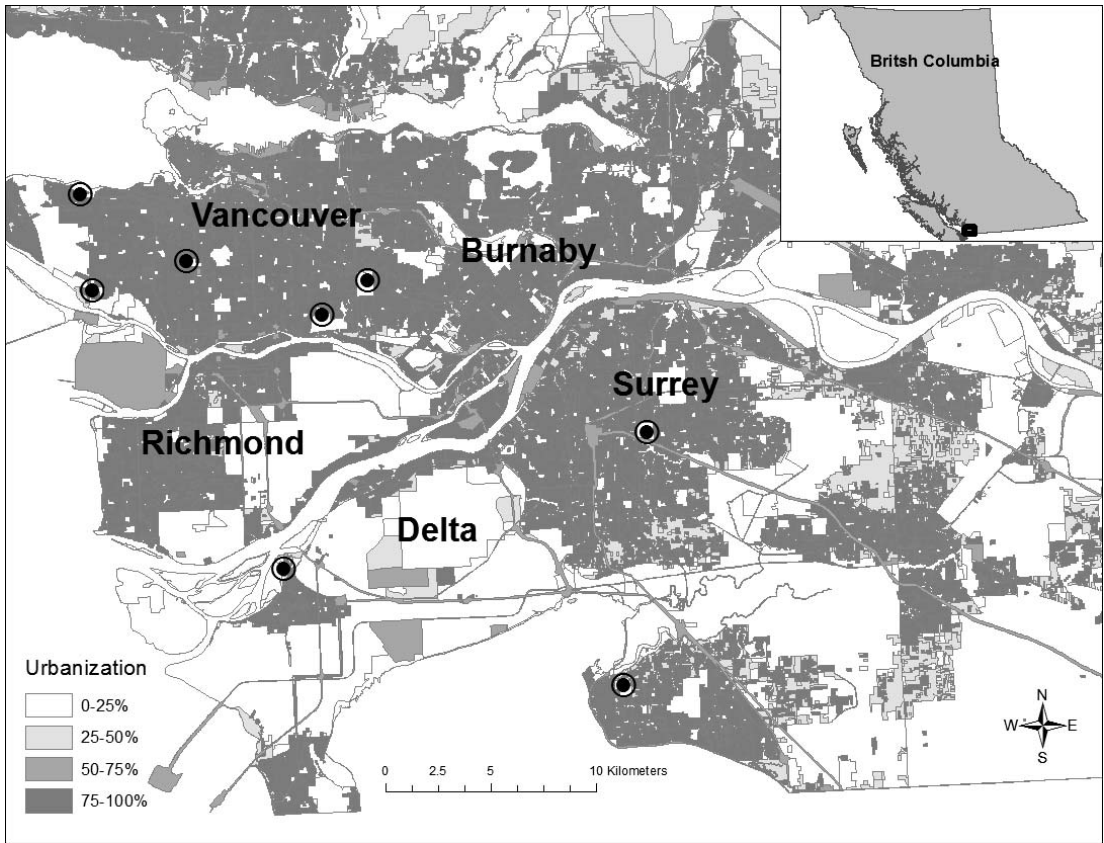 Britsh Columbia
Vancouver
Burnaby
Surrey
Richmond
Delta
Urbanization
0-25%
25-50%
50-75%
75-100%
0 2.5 5 10 Kilometers
N
W E
S